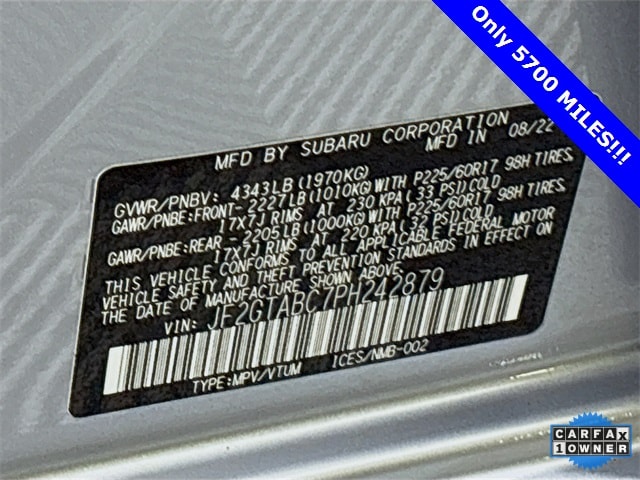 Only 5700 MILES!!!
MFD BY SUBARU CORPORATION
MFD IN 08/22
GVWR/PNBV: 4343LB (1970KG)
GAWR/PNBE:FRONT-2227LB(1010KG)WITH P225/60R17 98H TIRES
17X7J RIMS AT 230 KPA (33 PSI)COLD
GAWR/PNBE:REAR -2205LB(1000KG)WITH P225/60R17 98H TIRES
17X7J RIMS AT 220 KPA (32 PSI)COLD
THIS VEHICLE CONFORMS TO ALL APPLICABLE FEDERAL MOTOR
VEHICLE SAFETY AND THEFT PREVENTION STANDARDS IN EFFECT ON
THE DATE OF MANUFACTURE SHOWN ABOVE.
VIN: JF2GTABC7PH242879
TYPE:MPV/VTUM ICES/NMB-002
CARFAX
1 OWNER